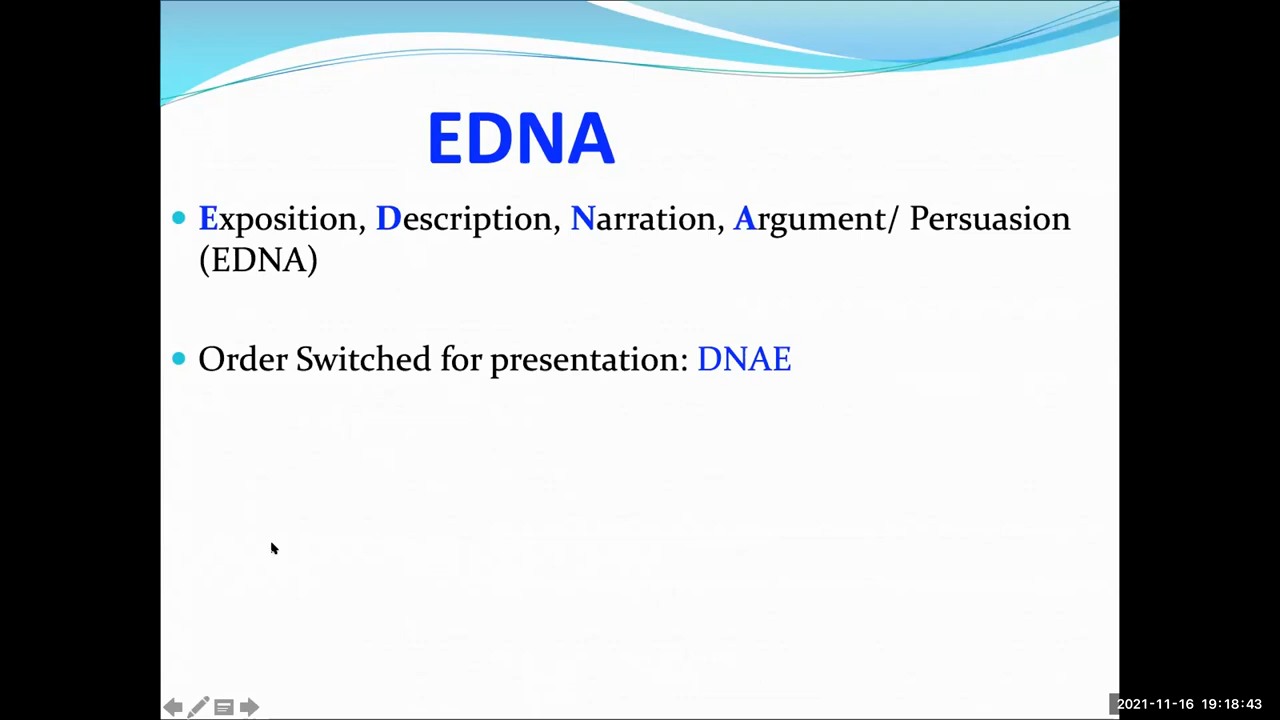 EDNA
Exposition, Description, Narration, Argument/ Persuasion
(EDNA)
Order Switched for presentation: DNAE
2021-11-16 19:18:43